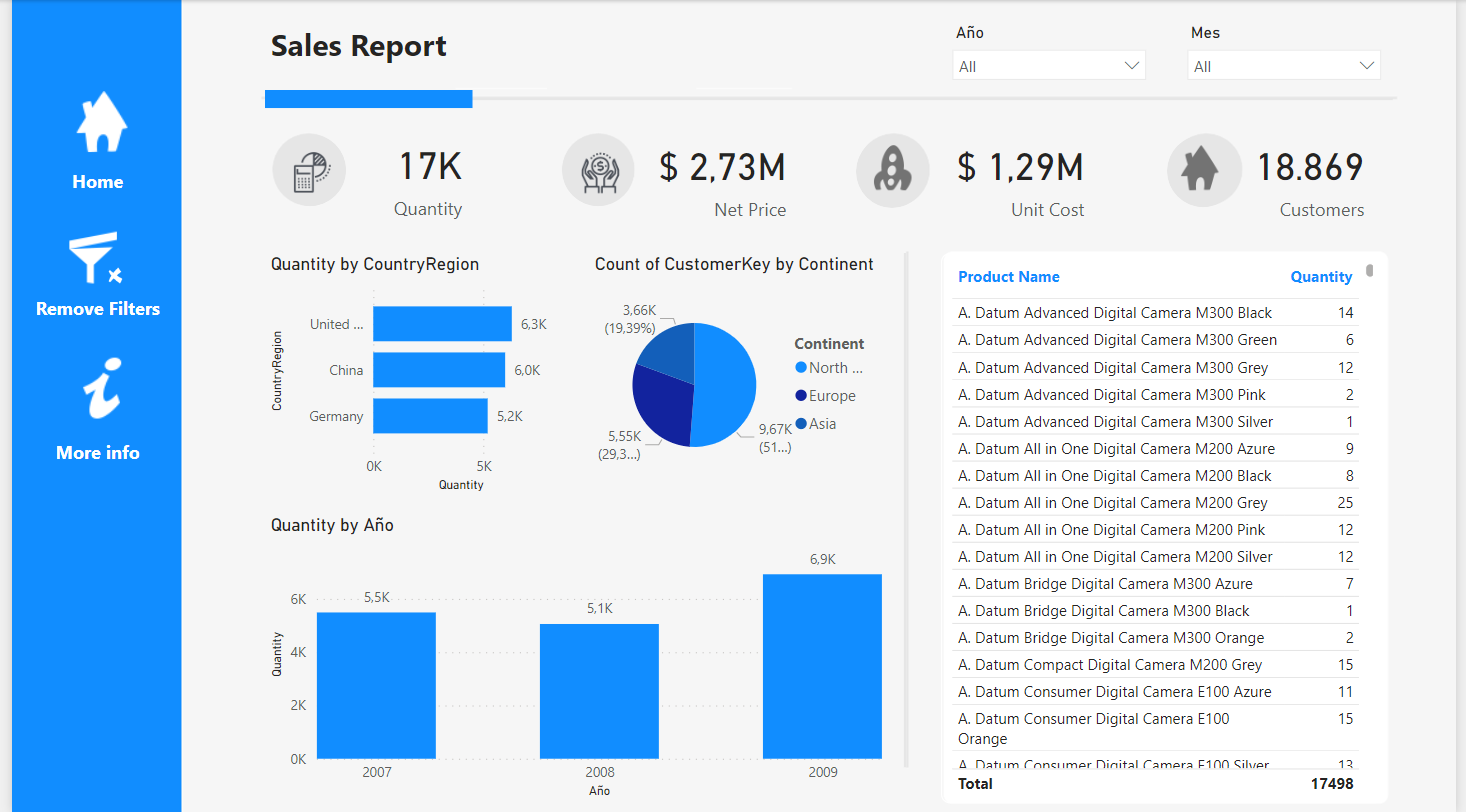 Home
Remove Filters
More info
Sales Report
Año
All
Mes
All
17K
Quantity
$ 2,73M
Net Price
$ 1,29M
Unit Cost
18.869
Customers
Quantity by CountryRegion
CountryRegion
United ...
6,3K
China
6,0K
Germany
5,2K
0K
5K
Quantity
Count of CustomerKey by Continent
3,66K
(19,39%)
5,55K
(29,3...)
9,67K
(51...)
Continent
North ...
Europe
Asia
Quantity by Año
Quantity
6K
4K
2K
0K
5,5K
5,1K
6,9K
2007
2008
2009
Año
Product Name Quantity
A. Datum Advanced Digital Camera M300 Black 14
A. Datum Advanced Digital Camera M300 Green 6
A. Datum Advanced Digital Camera M300 Grey 12
A. Datum Advanced Digital Camera M300 Pink 2
A. Datum Advanced Digital Camera M300 Silver 1
A. Datum All in One Digital Camera M200 Azure 9
A. Datum All in One Digital Camera M200 Black 8
A. Datum All in One Digital Camera M200 Grey 25
A. Datum All in One Digital Camera M200 Pink 12
A. Datum All in One Digital Camera M200 Silver 12
A. Datum Bridge Digital Camera M300 Azure 7
A. Datum Bridge Digital Camera M300 Black 1
A. Datum Bridge Digital Camera M300 Orange 2
A. Datum Compact Digital Camera M200 Grey 15
A. Datum Consumer Digital Camera E100 Azure 11
A. Datum Consumer Digital Camera E100 15
Orange
A. Datum Consumer Digital Camera E100 Silver 13
Total 17498